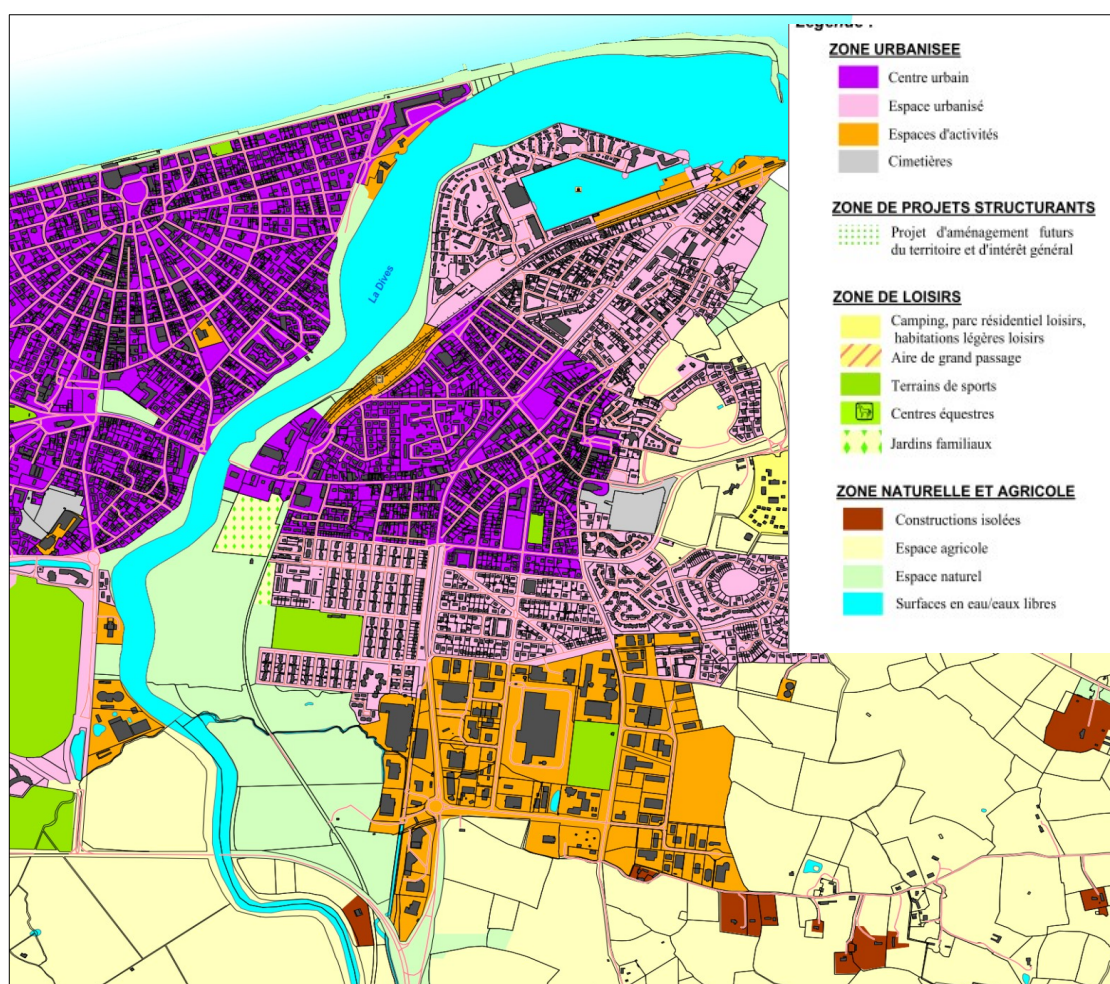 Légende :
ZONE URBANISEE
Centre urbain
Espace urbanisé
Espaces d'activités
Cimetières
ZONE DE PROJETS STRUCTURANTS
Projet d'aménagement futurs
du territoire et d'intérêt général
ZONE DE LOISIRS
Camping, parc résidentiel loisirs,
habitations légères loisirs
Aire de grand passage
Terrains de sports
Centres équestres
Jardins familiaux
ZONE NATURELLE ET AGRICOLE
Constructions isolées
Espace agricole
Espace naturel
Surfaces en eau/eaux libres
La Dives